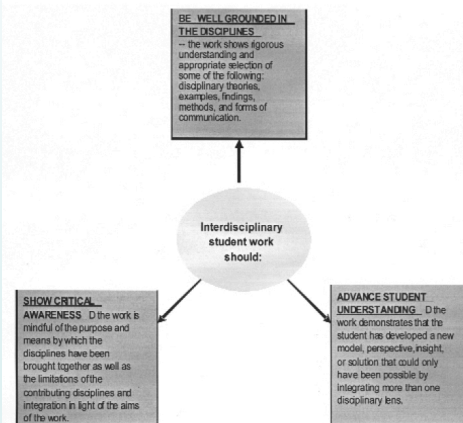 BE WELL GROUNDED IN
THE DISCIPLINES
-- the work shows rigorous
understanding and
appropriate selection of
some of the following:
disciplinary theories,
examples, findings,
methods, and forms of
communication.
Interdisciplinary
student work
should:
SHOW CRITICAL
AWARENESS D the work is
mindful of the purpose and
means by which the
disciplines have been
brought together as well as
the limitations of the
contributing disciplines and
integration in light of the aims
of the work.
ADVANCE STUDENT
UNDERSTANDING D the
work demonstrates that the
student has developed a new
model, perspective, insight,
or solution that could only
have been possible by
integrating more than one
disciplinary lens.